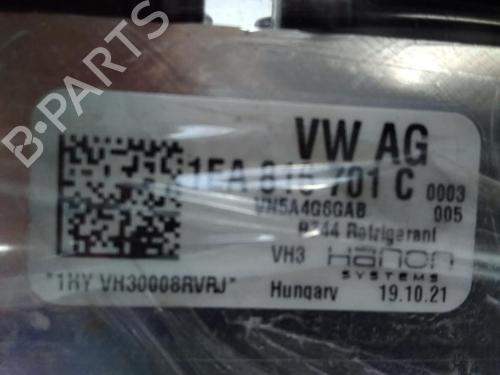 B-PARTS
VW AG
1EA 816 701 C 0003
VN5A4G6GAB 005
R744 Refrigerant
VH3 Hanon
SYSTEMS
*1HY VH30008RVRJ*
Hungary 19.10.21